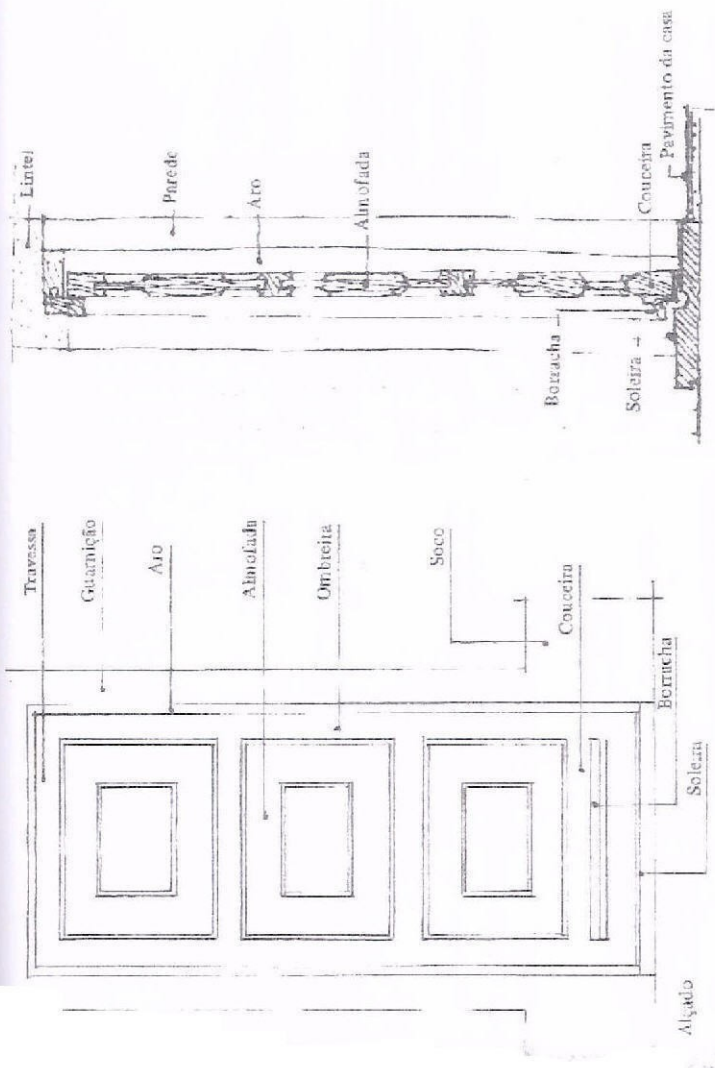 Travessa
Guarnição
Aro
Almofada
Ombreira
Soco
Couceira
Borracha
Soleira
Alçado
Lintel
Parede
Aro
Almofada
Borracha
Soleira
Couceira
Pavimento da casa